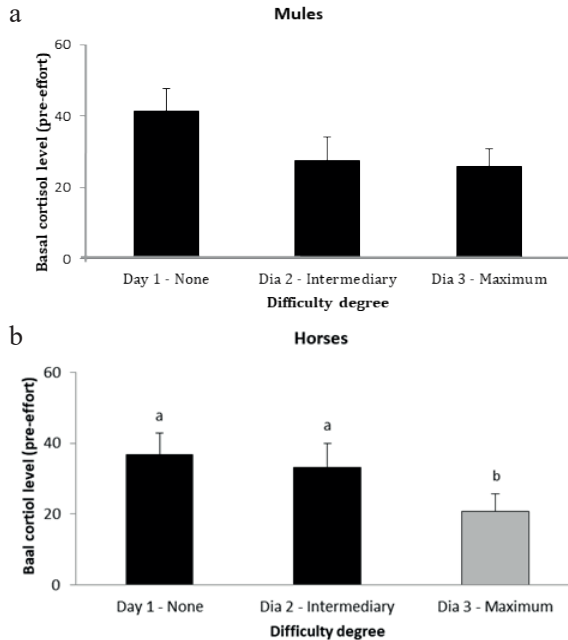 a
Mules
60
40
20
0
Basal cortisol level (pre-effort)
Day 1 - None
Dia 2 - Intermediary
Dia 3 - Maximum
Difficulty degree
b
Horses
60
40
20
0
Baal cortiol level (pre-effort)
a
a
b
Day 1 - None
Dia 2 - Intermediary
Dia 3 - Maximum
Difficulty degree